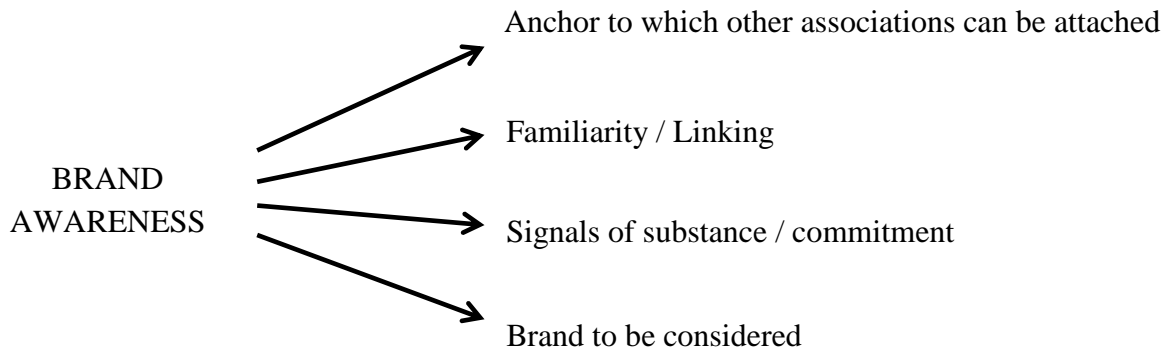 Anchor to which other associations can be attached
Familiarity / Linking
BRAND
AWARENESS
Signals of substance / commitment
Brand to be considered